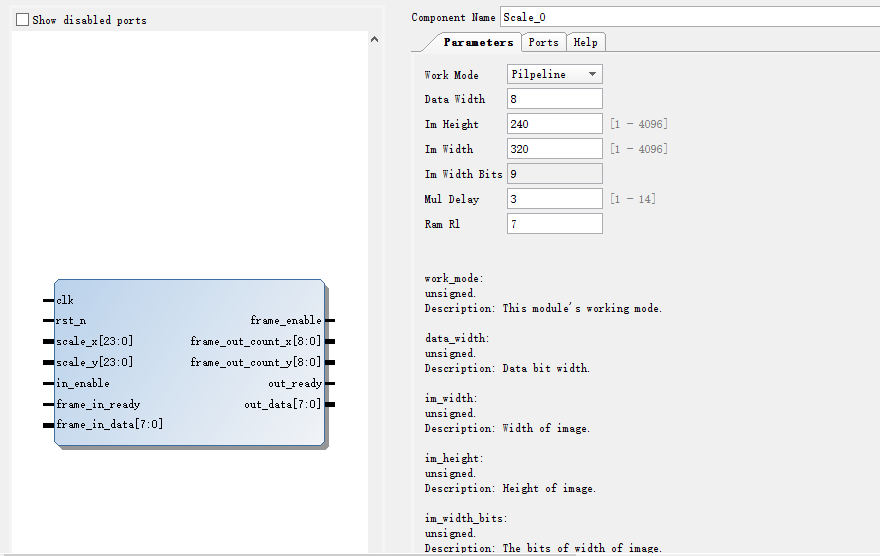 Show disabled ports
clk
rst_n
scale_x[23:0]
scale_y[23:0]
in_enable
frame_in_ready
frame_in_data[7:0]
frame_enable
frame_out_count_x[8:0]
frame_out_count_y[8:0]
out_ready
out_data[7:0]
Component Name Scale_0
Parameters Ports Help
Work Mode Pilpeline
Data Width 8
Im Height 240 [1 - 4096]
Im Width 320 [1 - 4096]
Im Width Bits 9
Mul Delay 3 [1 - 14]
Ram Rl 7
work_mode:
unsigned.
Description: This module's working mode.
data_width:
unsigned.
Description: Data bit width.
im_width:
unsigned.
Description: Width of image.
im_height:
unsigned.
Description: Height of image.
im_width_bits:
unsigned.
Description: The bits of width of image.